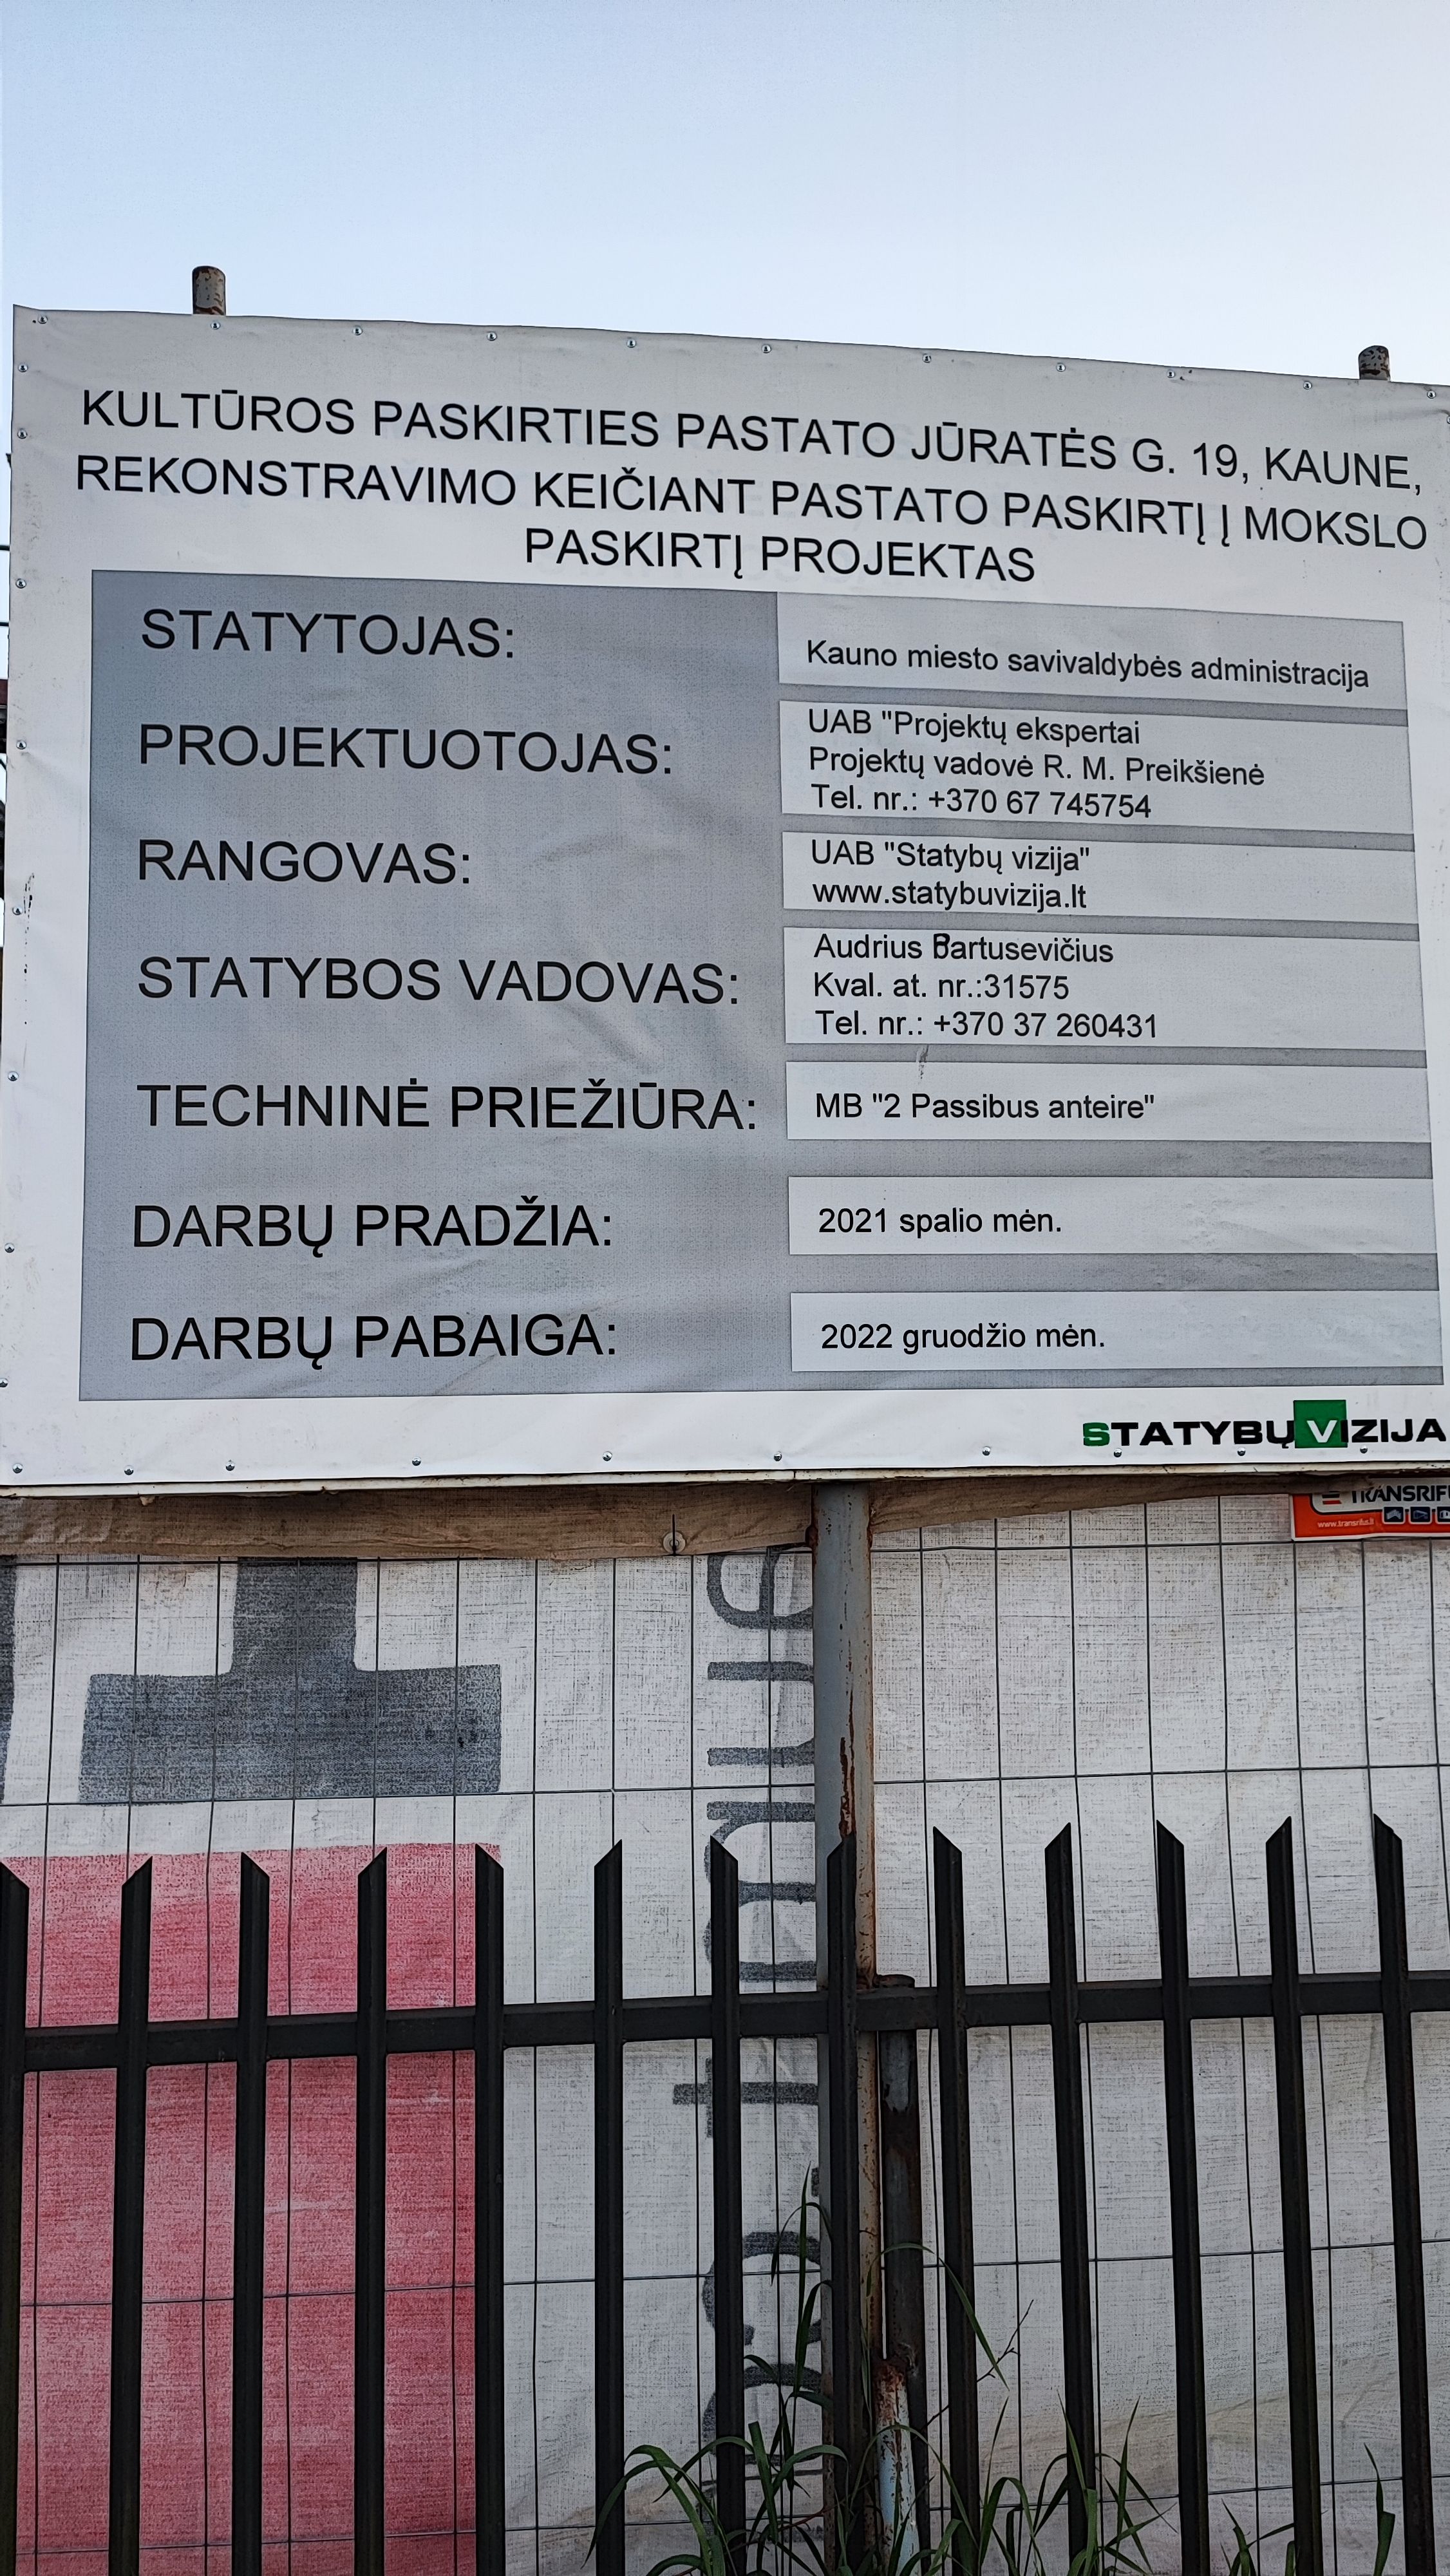 KULTŪROS PASKIRTIES PASTATO JŪRATĖS G. 19, KAUNE,
REKONSTRAVIMO KEIČIANT PASTATO PASKIRTĮ Į MOKSLO
PASKIRTĮ PROJEKTAS
STATYTOJAS:
Kauno miesto savivaldybės administracija
PROJEKTUOTOJAS:
UAB "Projektų ekspertai
Projektų vadovė R. M. Preikšienė
Tel. nr.: +370 67 745754
RANGOVAS:
UAB "Statybų vizija"
www.statybuvizija.lt
STATYBOS VADOVAS:
Audrius Bartusevičius
Kval. at. nr.:31575
Tel. nr.: +370 37 260431
TECHNINĖ PRIEŽIŪRA:
MB "2 Passibus anteire"
DARBŲ PRADŽIA:
2021 spalio mėn.
DARBŲ PABAIGA:
2022 gruodžio mėn.
STATYBŲ VIZIJA
www.transrifus.lt